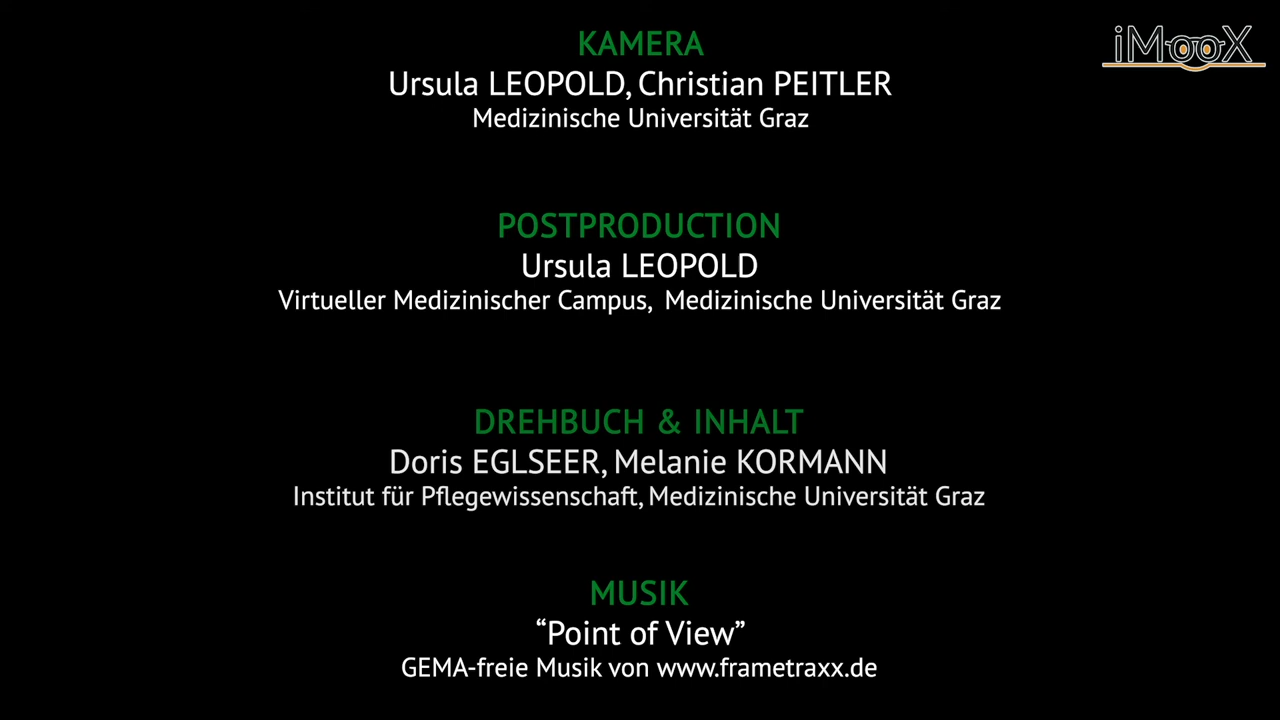 iMooX
KAMERA
Ursula LEOPOLD, Christian PEITLER
Medizinische Universität Graz
POSTPRODUCTION
Ursula LEOPOLD
Virtueller Medizinischer Campus, Medizinische Universität Graz
DREHBUCH & INHALT
Doris EGLSEER, Melanie KORMANN
Institut für Pflegewissenschaft, Medizinische Universität Graz
MUSIK
“Point of View”
GEMA-freie Musik von www.frametraxx.de